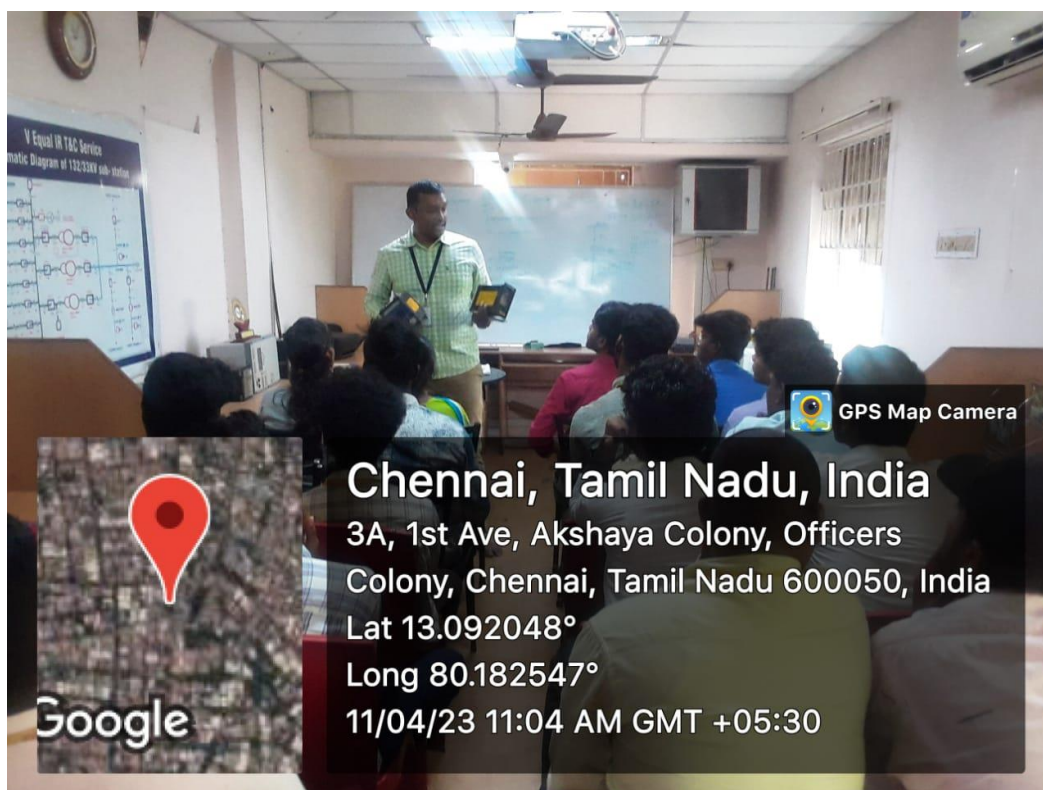 V Equal IR T&C Service
matic Diagram of 132/33KV sub- station
GPS Map Camera
Chennai, Tamil Nadu, India
3A, 1st Ave, Akshaya Colony, Officers
Colony, Chennai, Tamil Nadu 600050, India
Lat 13.092048°
Long 80.182547°
11/04/23 11:04 AM GMT +05:30
Google